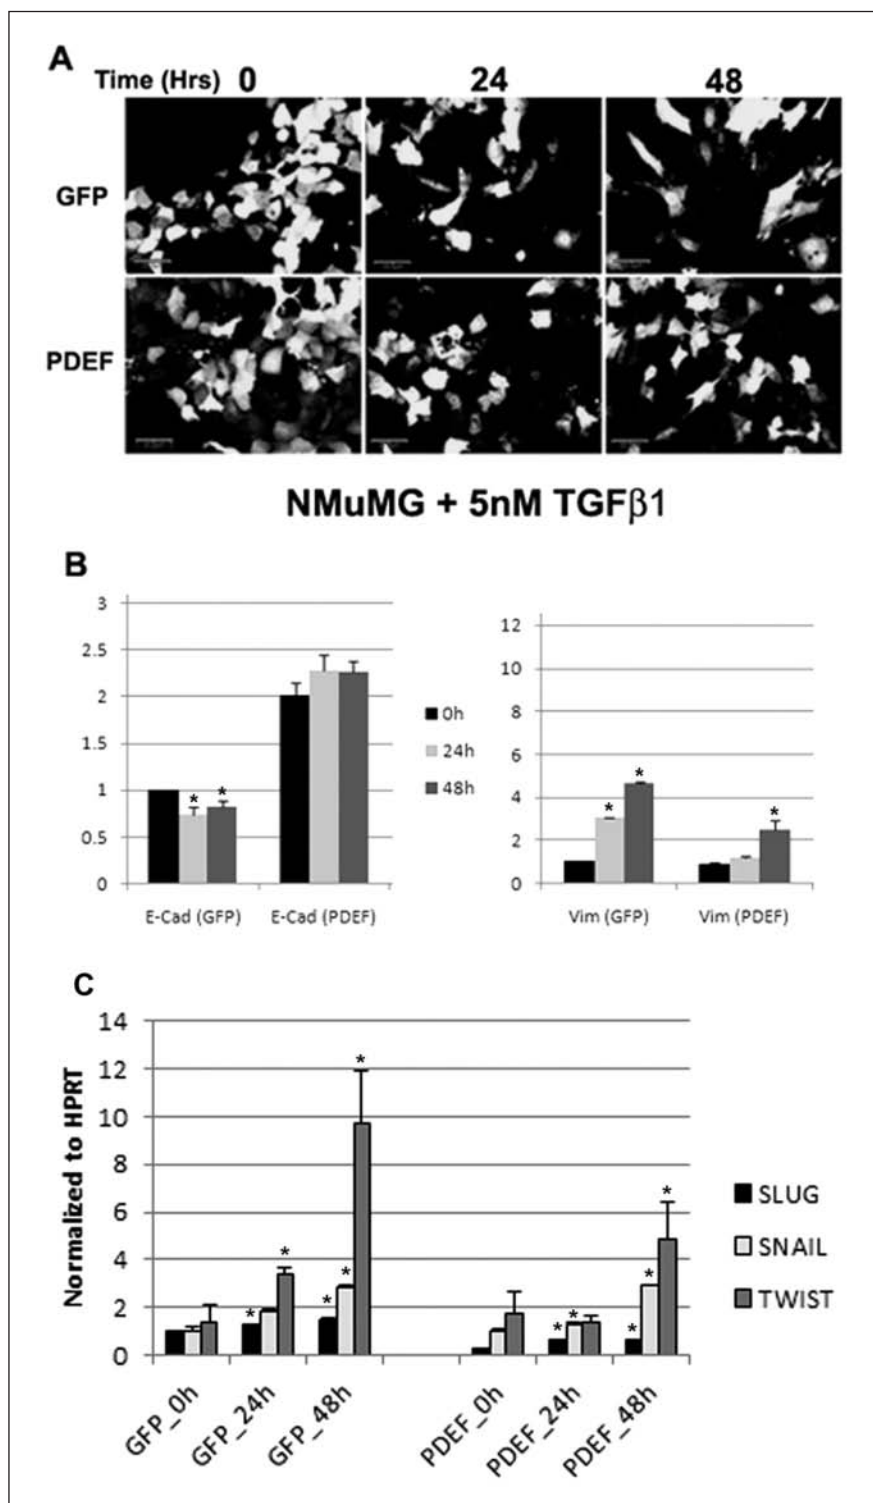 A
Time (Hrs) 0 24 48
GFP
PDEF
NMuMG + 5nM TGFβ1
B
3
2.5
2
1.5
1
0.5
0
* *
E-Cad (GFP) E-Cad (PDEF)
0h
24h
48h
12
10
8
6
4
2
0
* * *
Vim (GFP) Vim (PDEF)
C
Normalized to HPRT
14
12
10
8
6
4
2
0
* * * * * * * * * *
GFP_0h GFP_24h GFP_48h PDEF_0h PDEF_24h PDEF_48h
SLUG
SNAIL
TWIST